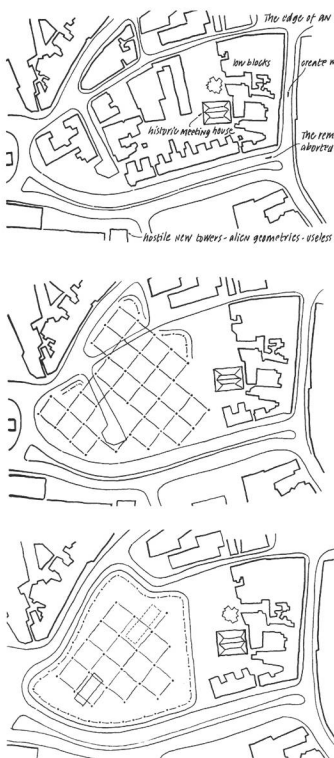 The edge of an
low blocks
create n
historic meeting house
The rem
aborted
hostile new towers - alien geometries - useless